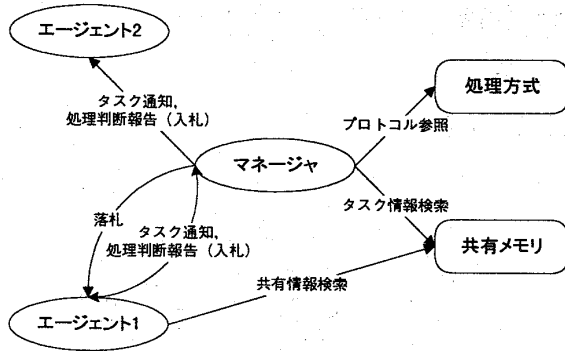 エージェント2
処理方式
タスク通知,
処理判断報告（入札）
プロトコル参照
マネージャ
落札
タスク情報検索
タスク通知,
処理判断報告（入札）
共有メモリ
共有情報検索
エージェント1